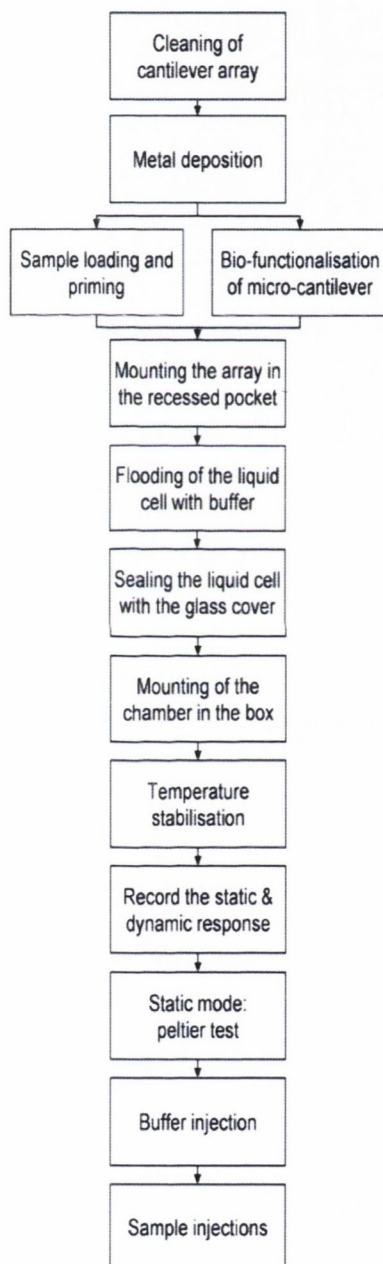 Cleaning of
cantilever array
Metal deposition
Sample loading and
priming
Bio-functionalisation
of micro-cantilever
Mounting the array in
the recessed pocket
Flooding of the liquid
cell with buffer
Sealing the liquid cell
with the glass cover
Mounting of the
chamber in the box
Temperature
stabilisation
Record the static &
dynamic response
Static mode:
peltier test
Buffer injection
Sample injections